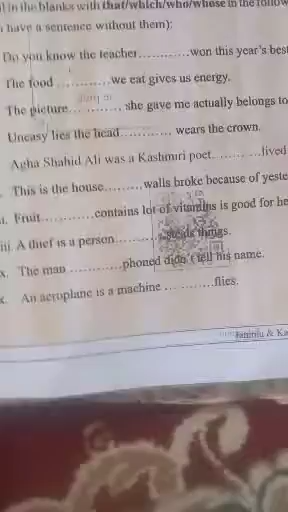 in the blanks with that/which/who/whose in the follow
have a sentence without them):
Do you know the teacher............won this year's best
The food ............we eat gives us energy.
The picture............ she gave me actually belongs to
Uneasy lies the head............ wears the crown.
Agha Shahid Ali was a Kashmiri poet............lived
This is the house.........walls broke because of yeste
Fruit............contains lot of vitamins is good for he
A thief is a person............steals things.
x. The man ............phoned didn't tell his name.
x. An aeroplane is a machine ............flies.
& Ka